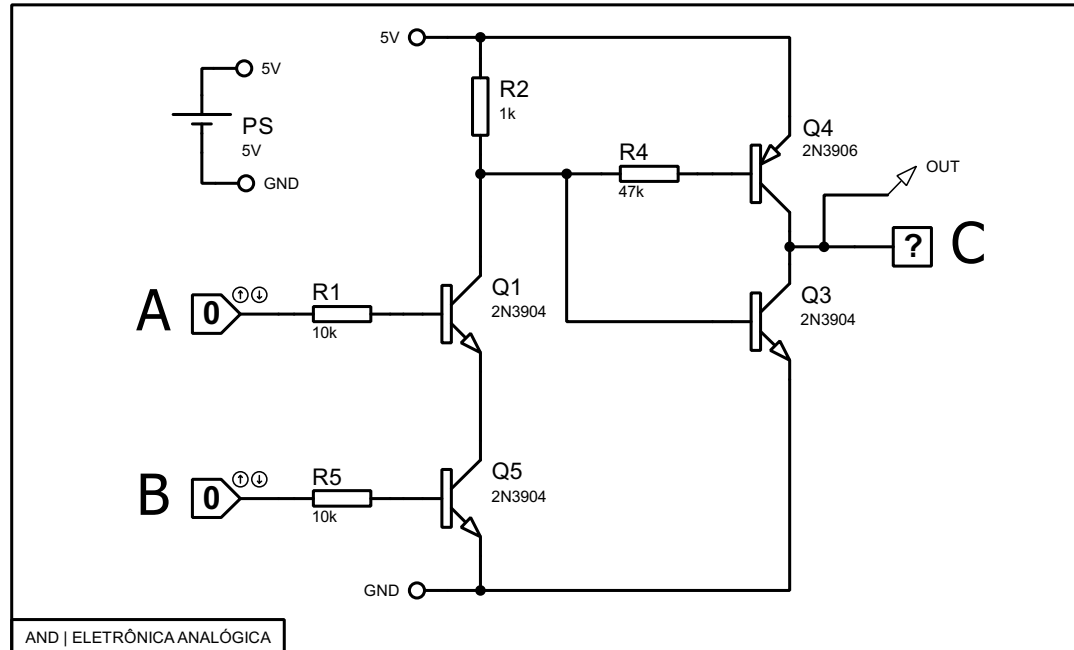 5V
R2
1k
5V
PS
5V
GND
Q4
2N3906
R4
47k
OUT
? C
A 0
R1
10k
Q1
2N3904
Q3
2N3904
B 0
R5
10k
Q5
2N3904
GND
AND | ELETRÔNICA ANALÓGICA